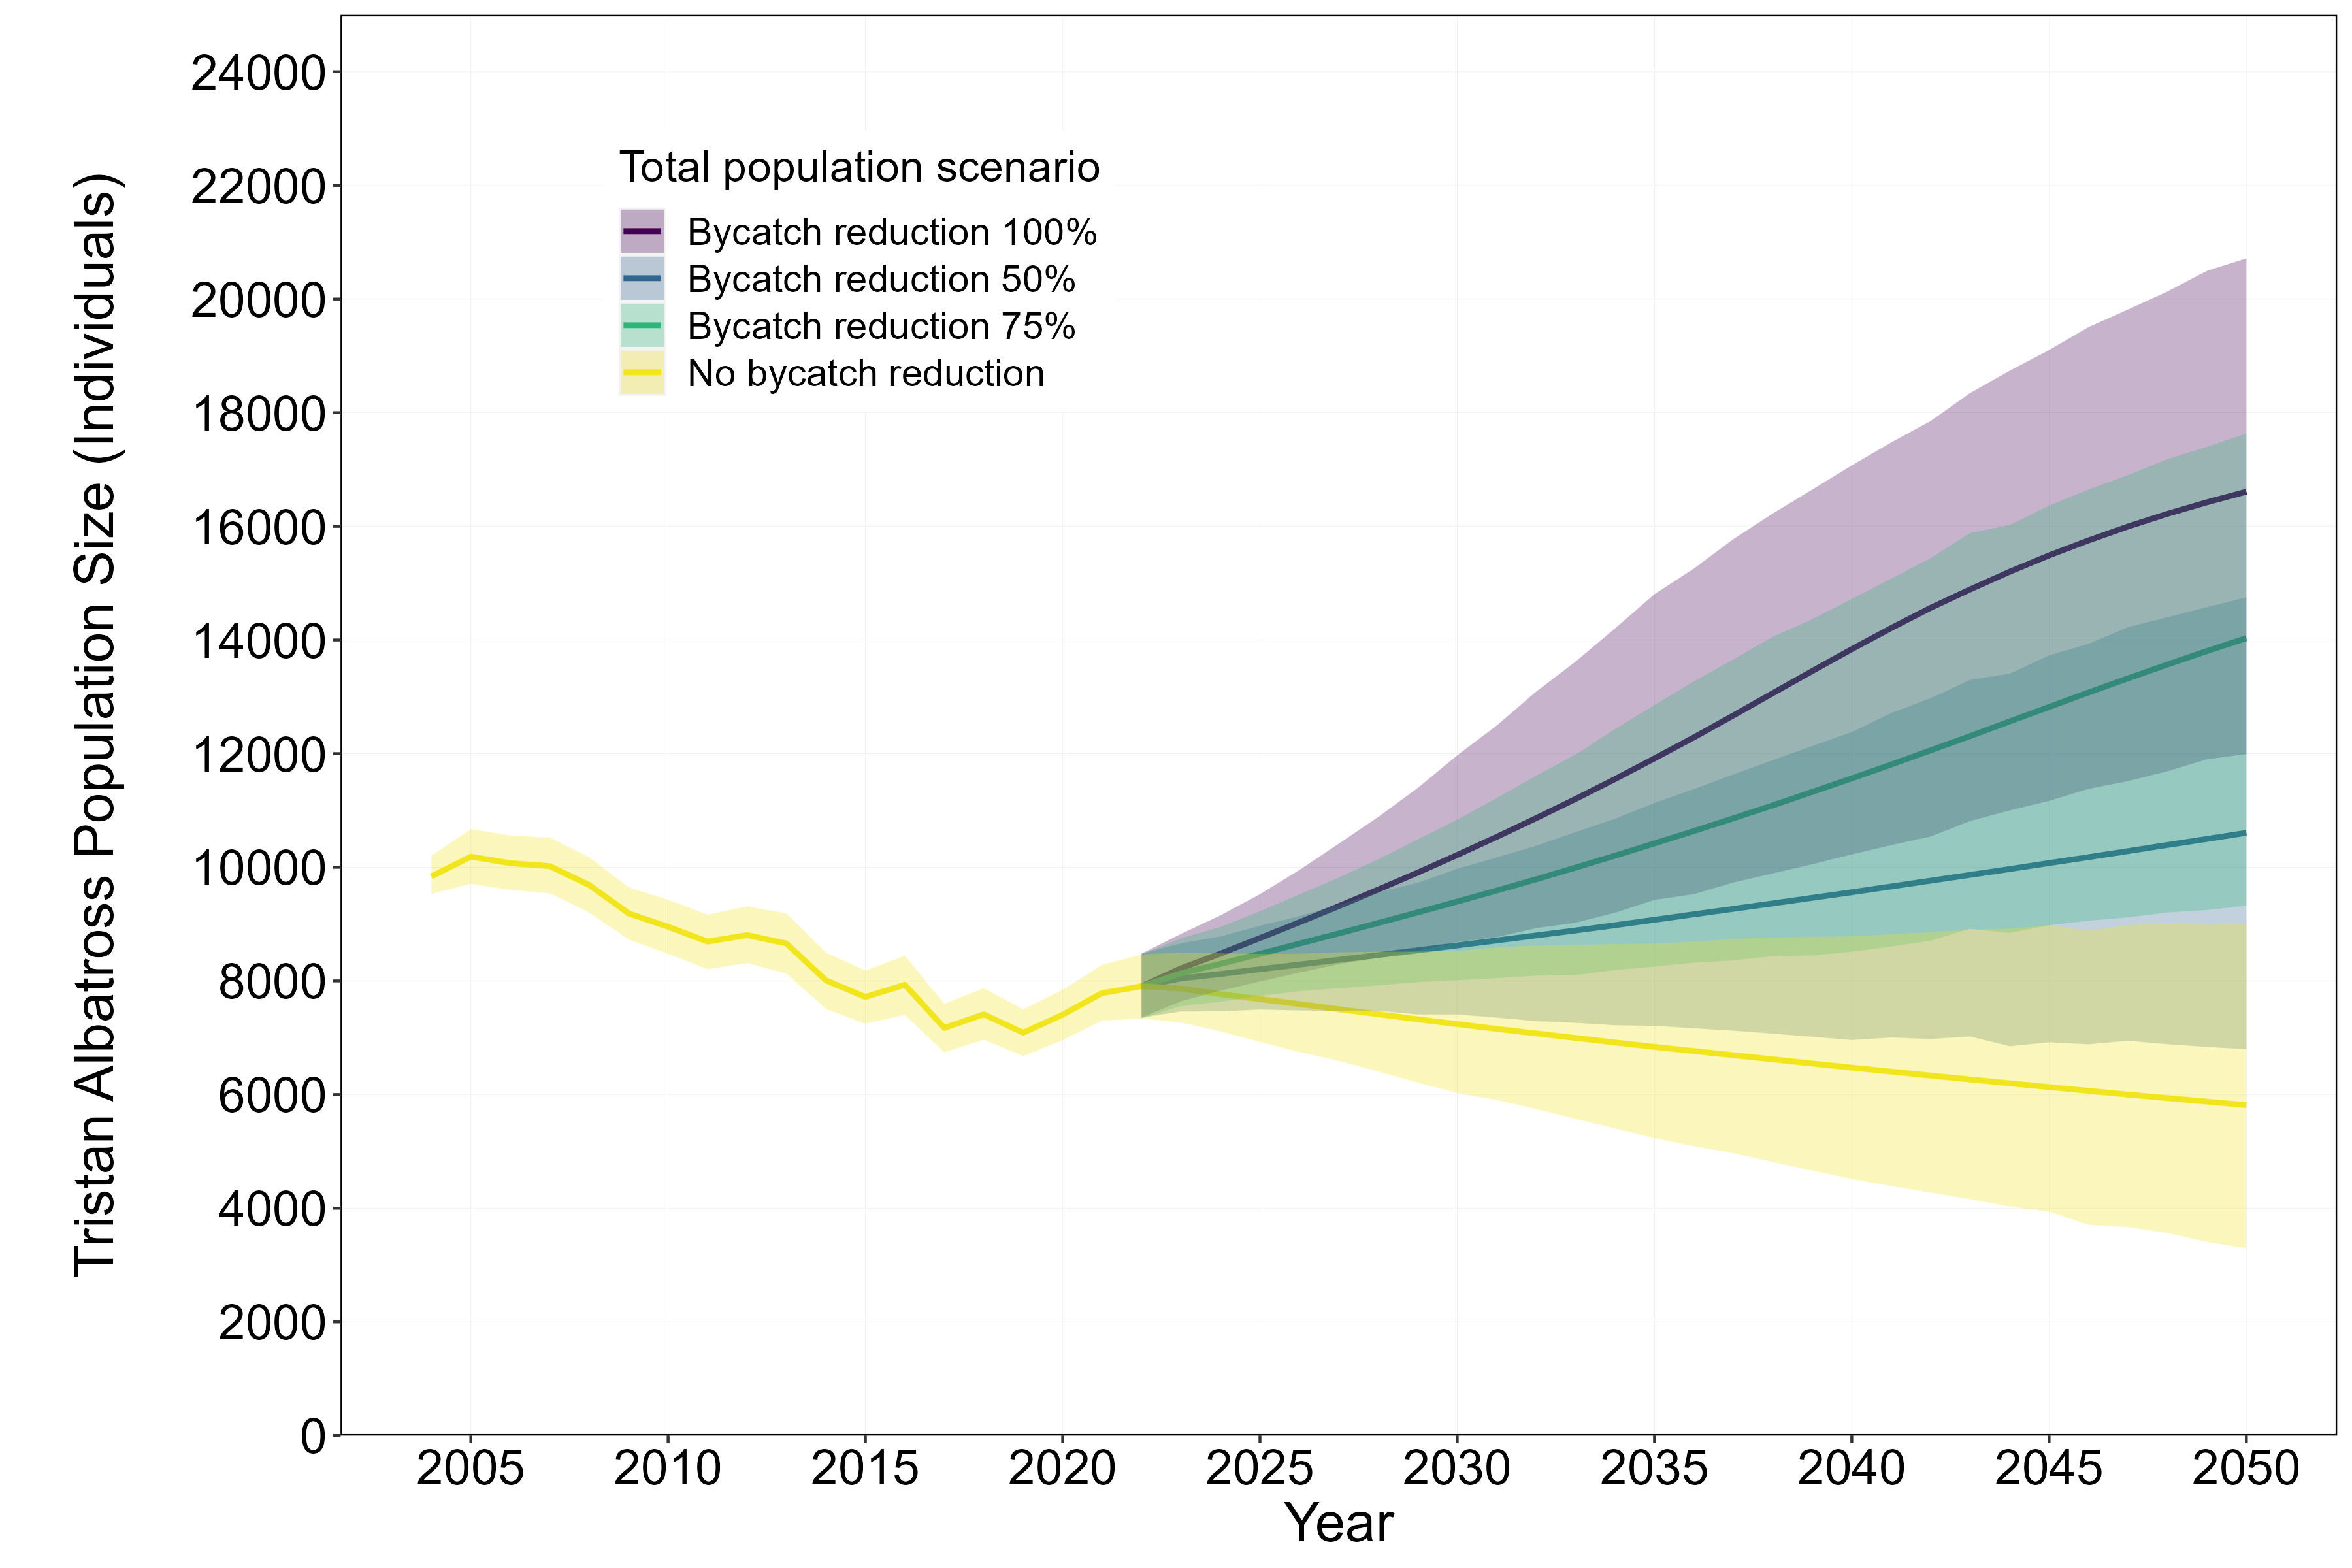 Tristan Albatross Population Size (Individuals)
24000
22000
20000
18000
16000
14000
12000
10000
8000
6000
4000
2000
0
Total population scenario
Bycatch reduction 100%
Bycatch reduction 50%
Bycatch reduction 75%
No bycatch reduction
2005 2010 2015 2020 2025 2030 2035 2040 2045 2050
Year